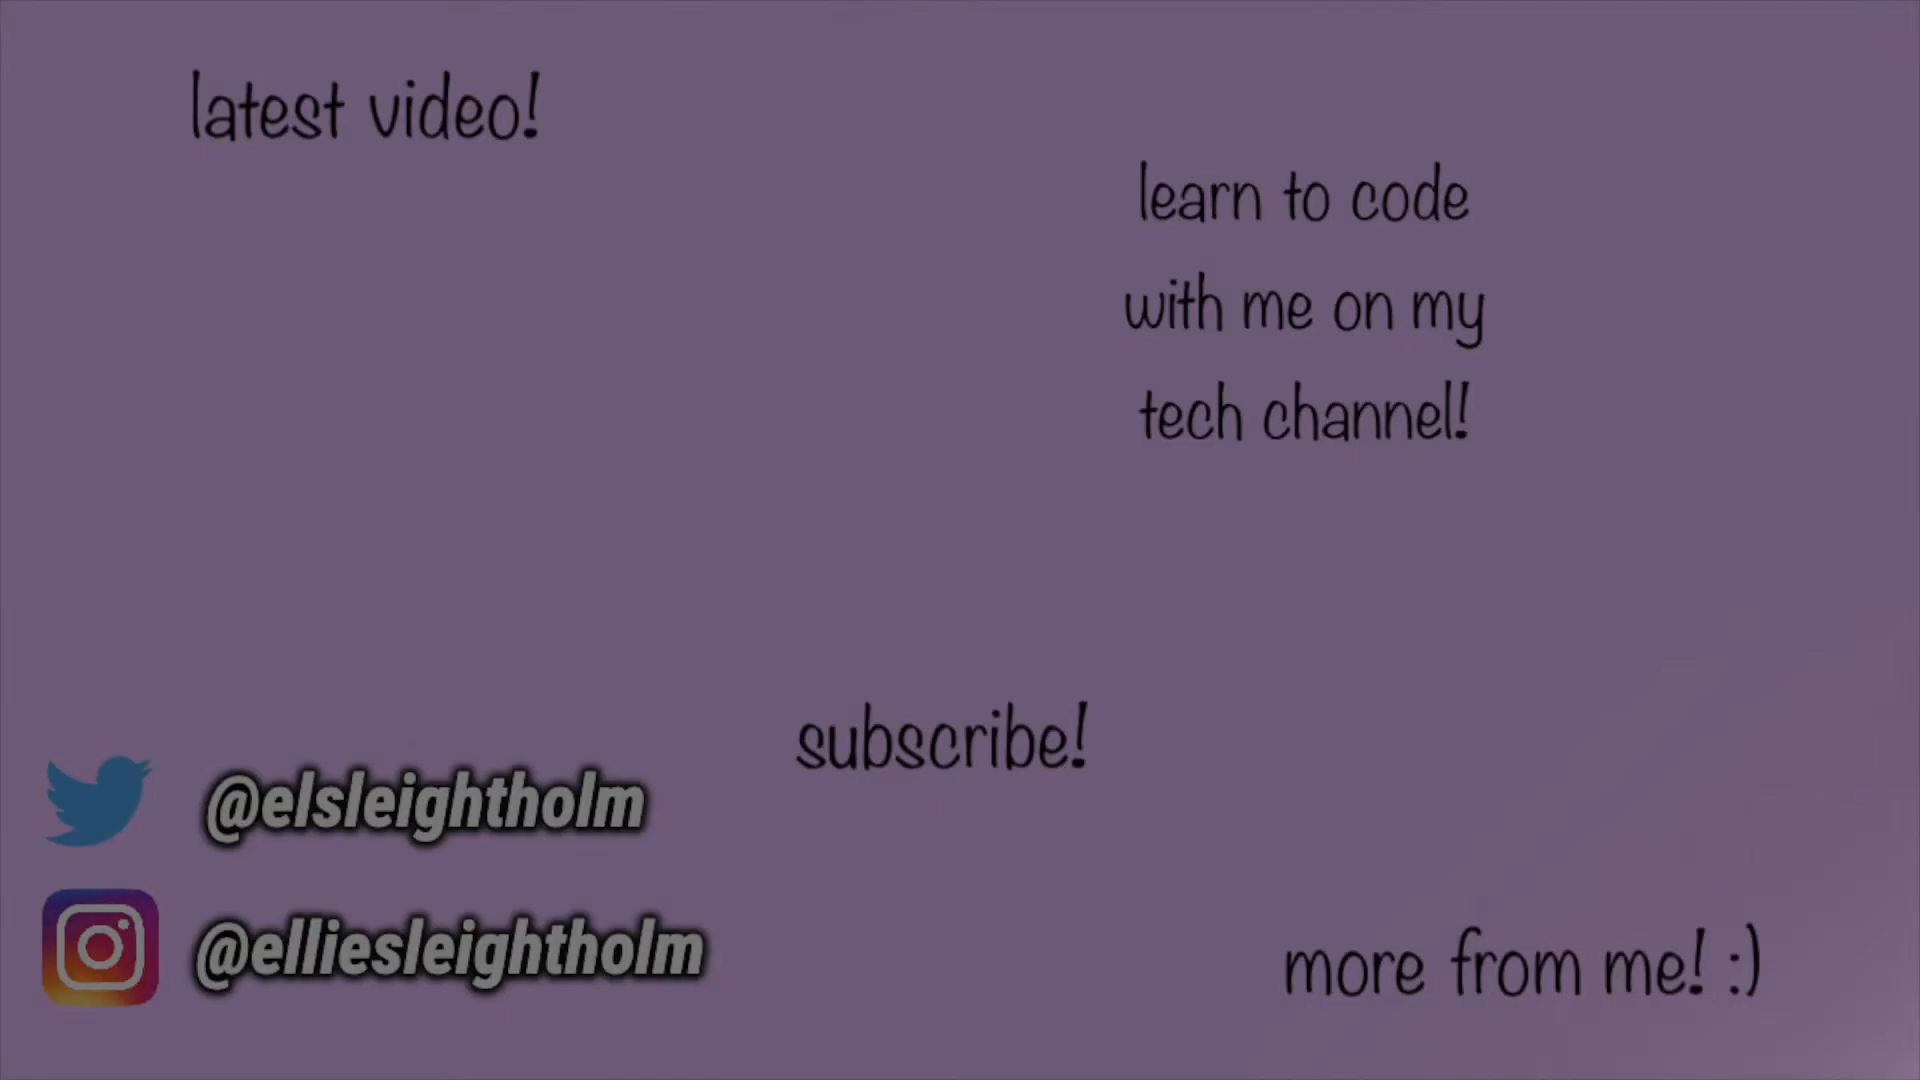 latest video!
learn to code
with me on my
tech channel!
subscribe!
@elsleightholm
@elliesleightholm
more from me! :)